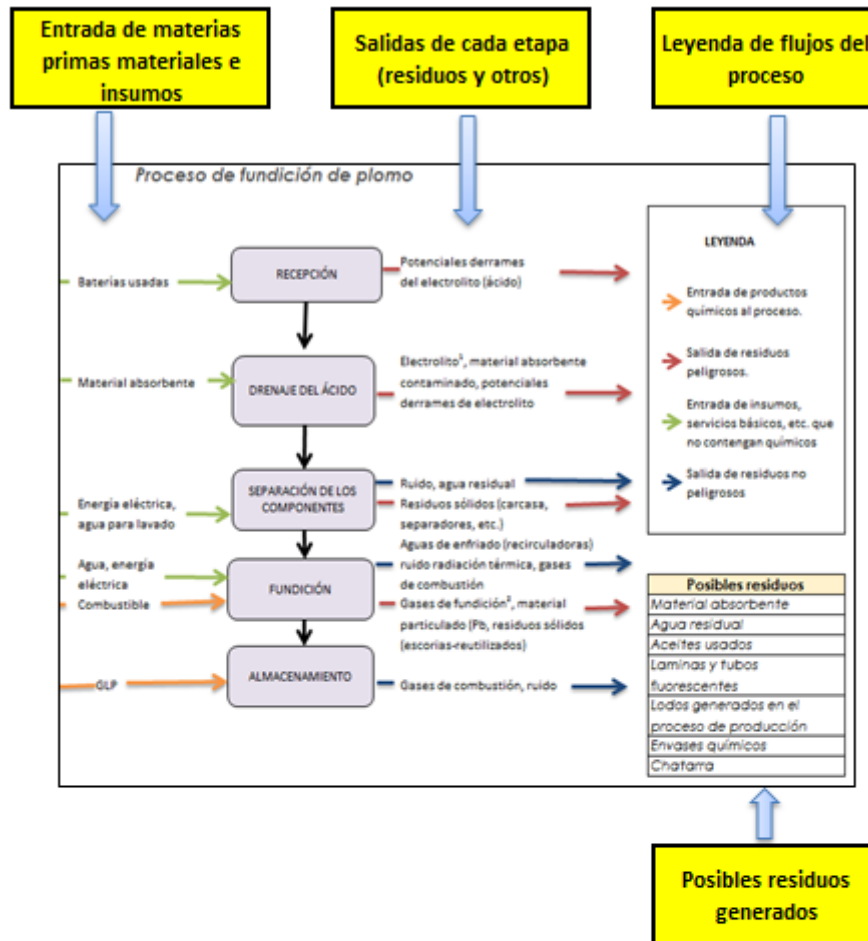 Entrada de materias
primas materiales e
insumos
Salidas de cada etapa
(residuos y otros)
Leyenda de flujos del
proceso
Proceso de fundición de plomo
Baterías usadas
RECEPCIÓN
Potenciales derrames
del electrolito (ácido)
Material absorbente
DRENAJE DEL ÁCIDO
Electrolito¹, material absorbente
contaminado, potenciales
derrames de electrolito
Energía eléctrica,
agua para lavado
SEPARACIÓN DE LOS
COMPONENTES
Ruido, agua residual
Residuos sólidos (carcasa,
separadores, etc.)
Agua, energía
eléctrica
Combustible
FUNDICIÓN
Aguas de enfriado (recirculadoras)
ruido radiación térmica, gases
de combustión
Gases de fundición², material
particulado (Pb, residuos sólidos
(escorias-reutilizados)
GLP
ALMACENAMIENTO
Gases de combustión, ruido
LEYENDA
Entrada de productos
químicos al proceso.
Salida de residuos
peligrosos.
Entrada de insumos,
servicios básicos, etc. que
no contengan químicos
Salida de residuos no
peligrosos
Posibles residuos
Material absorbente
Agua residual
Aceites usados
Laminas y tubos
fluorescentes
Lodos generados en el
proceso de producción
Envases químicos
Chatarra
Posibles residuos
generados